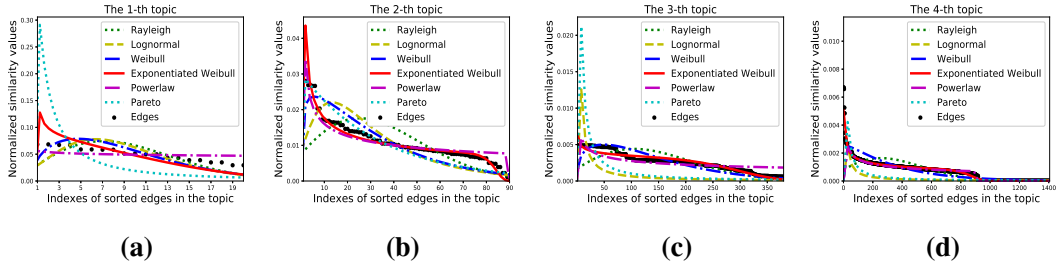 The 1-th topic
Normalized similarity values
0.30
0.25
0.20
0.15
0.10
0.05
0.00
Rayleigh
Lognormal
Weibull
Exponentiated Weibull
Powerlaw
Pareto
Edges
1 3 5 7 9 11 13 15 17 19
Indexes of sorted edges in the topic
(a)
The 2-th topic
Normalized similarity values
0.04
0.03
0.02
0.01
0.00
Rayleigh
Lognormal
Weibull
Exponentiated Weibull
Powerlaw
Pareto
Edges
10 20 30 40 50 60 70 80 90
Indexes of sorted edges in the topic
(b)
The 3-th topic
Normalized similarity values
0.020
0.015
0.010
0.005
0.000
Rayleigh
Lognormal
Weibull
Exponentiated Weibull
Powerlaw
Pareto
Edges
50 100 150 200 250 300 350
Indexes of sorted edges in the topic
(c)
The 4-th topic
Normalized similarity values
0.010
0.008
0.006
0.004
0.002
0.000
Rayleigh
Lognormal
Weibull
Exponentiated Weibull
Powerlaw
Pareto
Edges
0 200 400 600 800 1000 1200 1400
Indexes of sorted edges in the topic
(d)